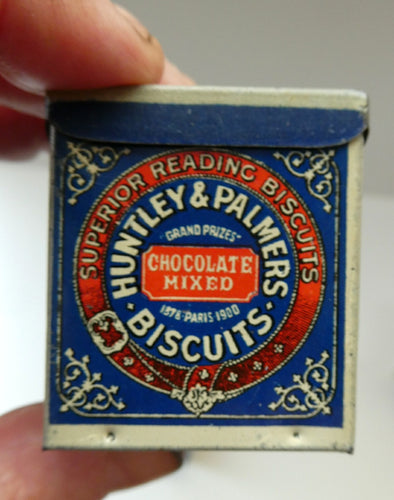 SUPERIOR READING BISCUITS
HUNTLEY & PALMERS
"GRAND PRIZES"
CHOCOLATE
MIXED
1878 · PARIS 1900
· BISCUITS ·